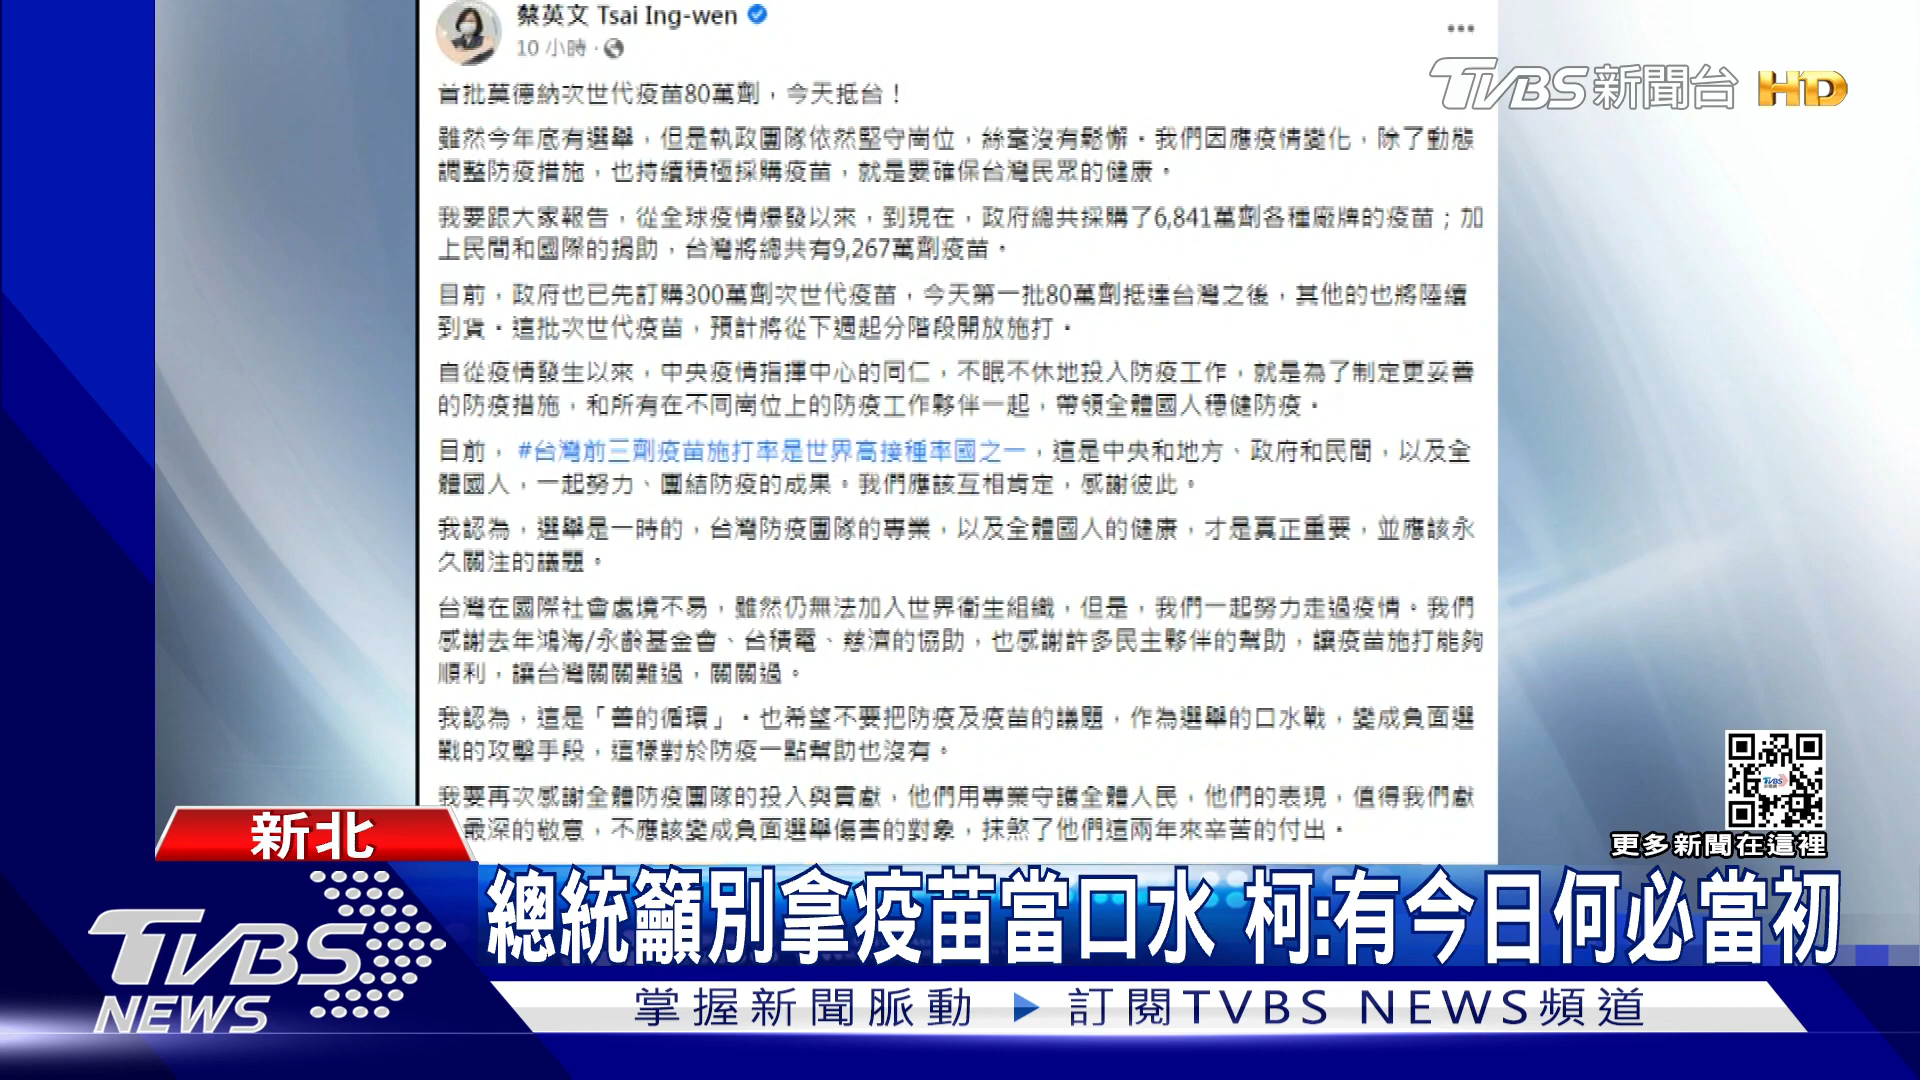 蔡英文 Tsai Ing-wen
10 小時 ·
TVBS新聞台 HD
首批莫德納次世代疫苗80萬劑，今天抵台！
雖然今年底有選舉，但是執政團隊依然堅守崗位，絲毫沒有鬆懈。我們因應疫情變化，除了動態
調整防疫措施，也持續積極採購疫苗，就是要確保台灣民眾的健康。
我要跟大家報告，從全球疫情爆發以來，到現在，政府總共採購了6,841萬劑各種廠牌的疫苗；加
上民間和國際的捐助，台灣將總共有9,267萬劑疫苗。
目前，政府也已先訂購300萬劑次世代疫苗，今天第一批80萬劑抵達台灣之後，其他的也將陸續
到貨。這批次世代疫苗，預計將從下週起分階段開放施打。
自從疫情發生以來，中央疫情指揮中心的同仁，不眠不休地投入防疫工作，就是為了制定更妥善
的防疫措施，和所有在不同崗位上的防疫工作夥伴一起，帶領全體國人穩健防疫。
目前， #台灣前三劑疫苗施打率是世界高接種率國之一，這是中央和地方、政府和民間，以及全
體國人，一起努力、團結防疫的成果。我們應該互相肯定，感謝彼此。
我認為，選舉是一時的，台灣防疫團隊的專業，以及全體國人的健康，才是真正重要，並應該永
久關注的議題。
台灣在國際社會處境不易，雖然仍無法加入世界衛生組織，但是，我們一起努力走過疫情。我們
感謝去年鴻海/永齡基金會、台積電、慈濟的協助，也感謝許多民主夥伴的幫助，讓疫苗施打能夠
順利，讓台灣關關難過，關關過。
我認為，這是「善的循環」。也希望不要把防疫及疫苗的議題，作為選舉的口水戰，變成負面選
戰的攻擊手段，這樣對於防疫一點幫助也沒有。
我要再次感謝全體防疫團隊的投入與貢獻，他們用專業守護全體人民，他們的表現，值得我們獻
最深的敬意，不應該變成負面選舉傷害的對象，抹煞了他們這兩年來辛苦的付出。
TVBS
更多新聞在這裡
新北
總統籲別拿疫苗當口水 柯:有今日何必當初
TVBS NEWS
掌握新聞脈動 ▶ 訂閱TVBS NEWS頻道